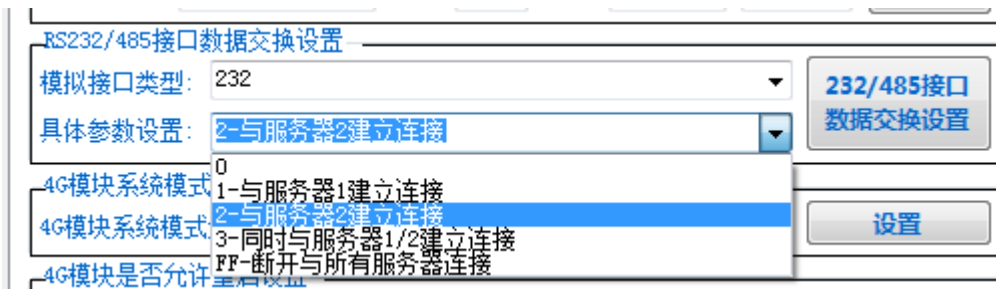 RS232/485接口数据交换设置
模拟接口类型: 232
232/485接口
数据交换设置
具体参数设置: 2-与服务器2建立连接
0
1-与服务器1建立连接
2-与服务器2建立连接
3-同时与服务器1/2建立连接
FF-断开与所有服务器连接
4G模块系统模式
4G模块系统模式
设置
4G模块是否允许重启设置